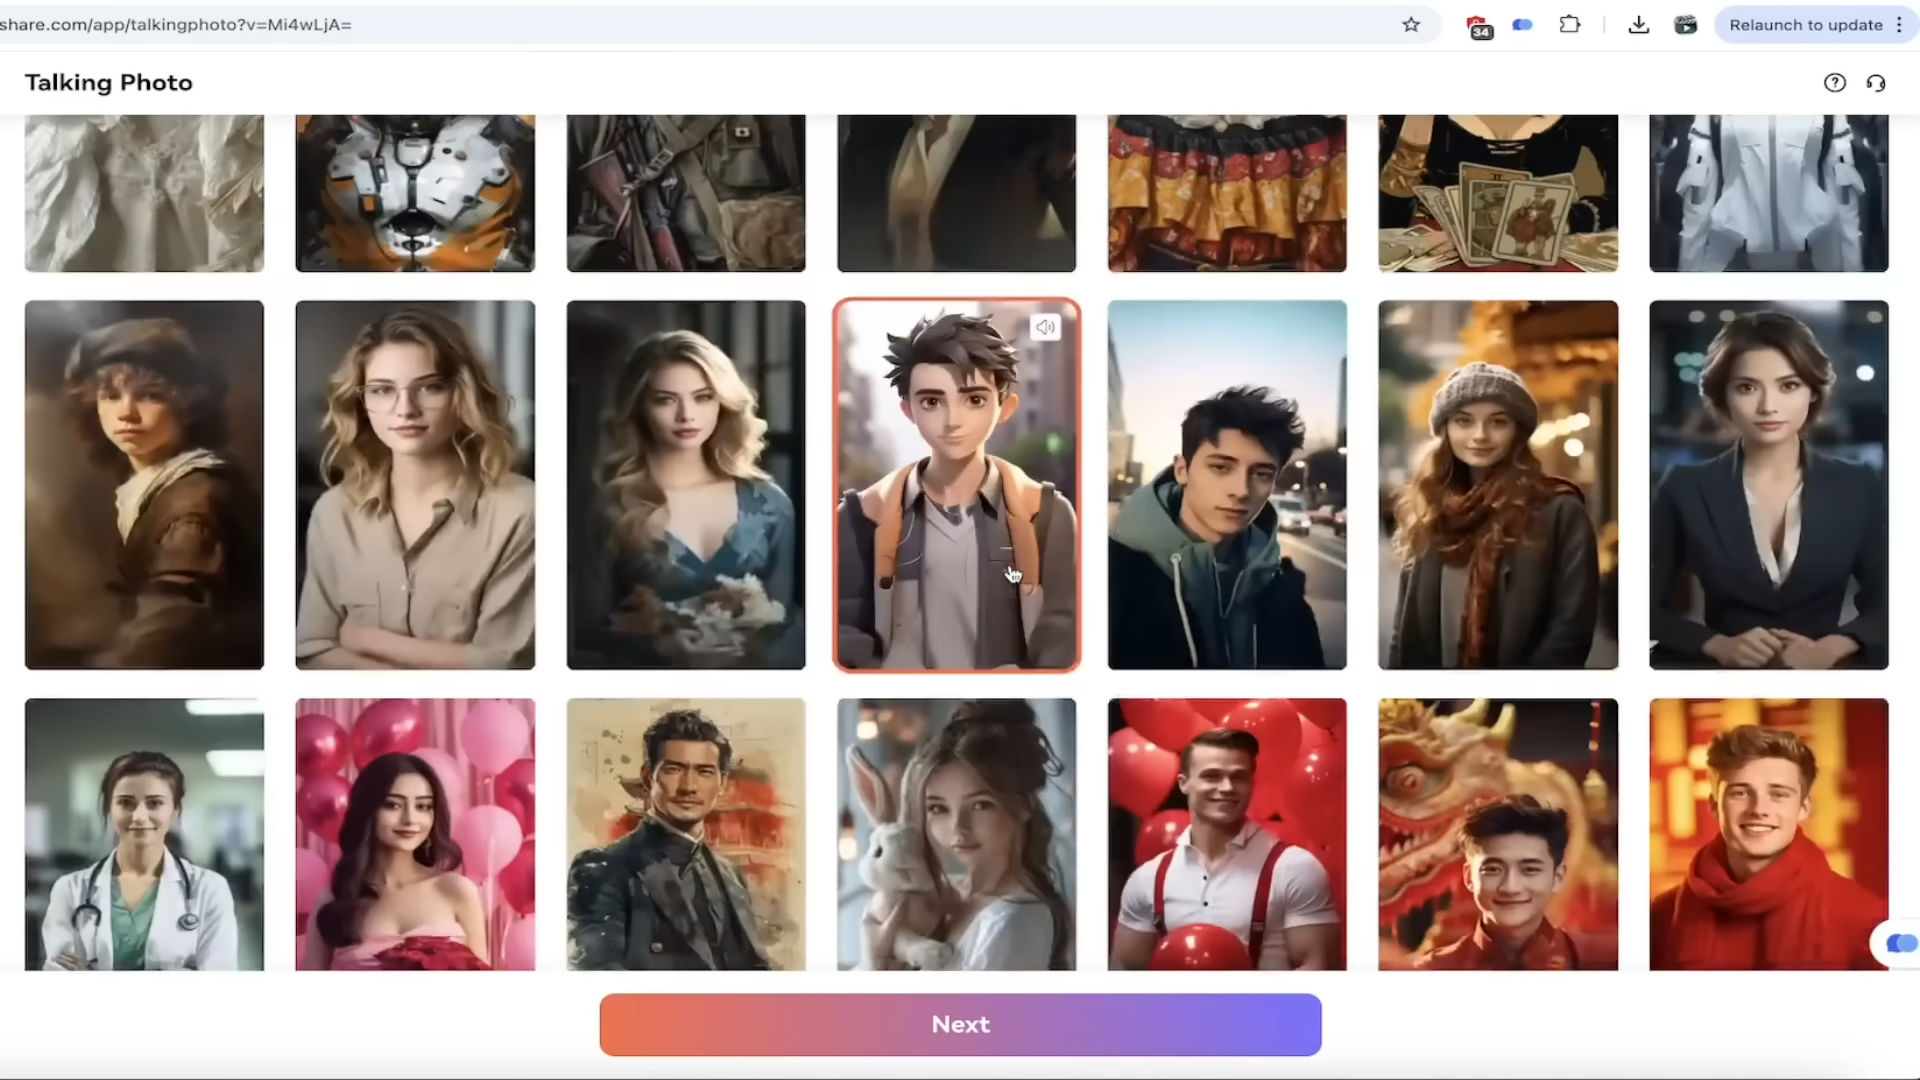 share.com/app/talkingphoto?v=Mi4wLjA=
34
Relaunch to update
Talking Photo
Next